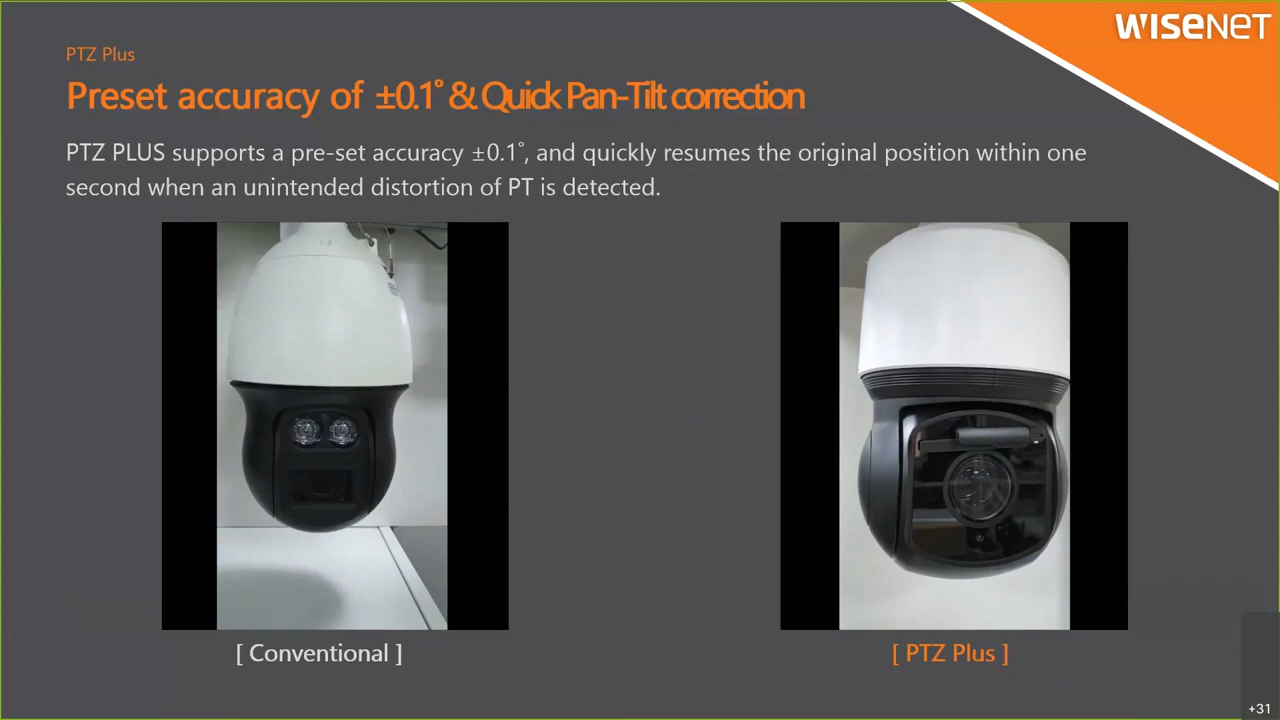 WISENET
PTZ Plus
Preset accuracy of ±0.1˚ & Quick Pan-Tilt correction
PTZ PLUS supports a pre-set accuracy ±0.1˚, and quickly resumes the original position within one
second when an unintended distortion of PT is detected.
[ Conventional ]
[ PTZ Plus ]
+31